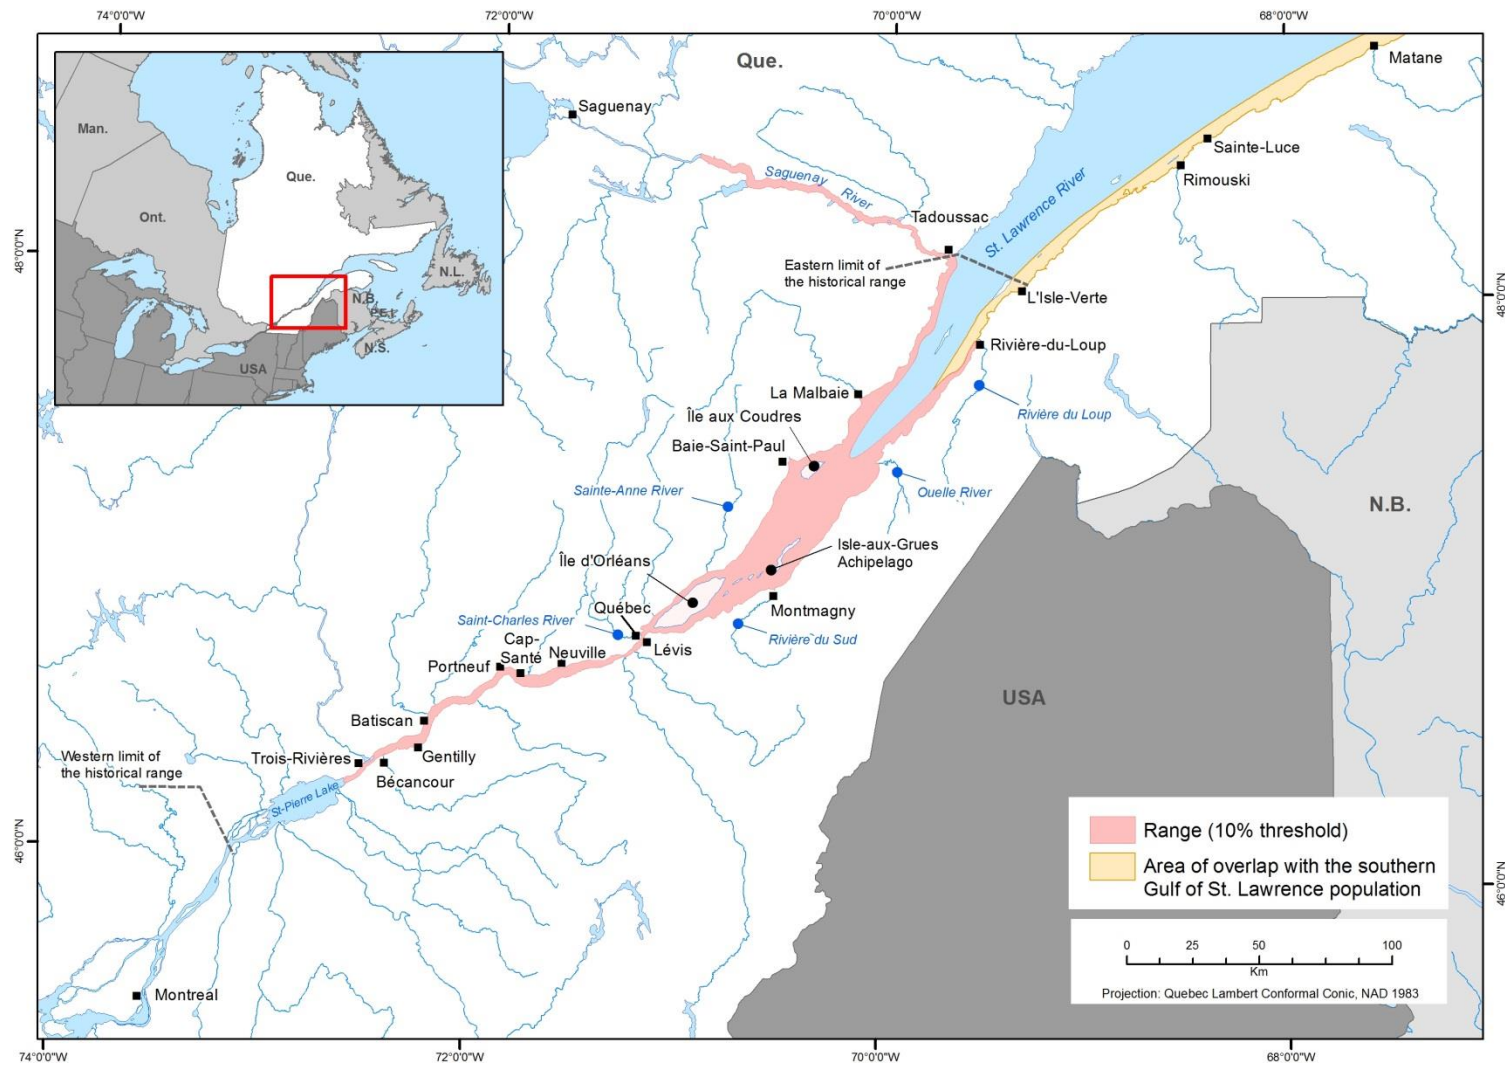 74°0'0"W
72°0'0"W
70°0'0"W
68°0'0"W
Man.
Ont.
Que.
N.L.
N.B.
P.E.I.
N.S.
USA
Que.
Saguenay
Saguenay
River
Tadoussac
St. Lawrence River
Matane
Sainte-Luce
Rimouski
48°0'0"N
48°0'0"N
Eastern limit of
the historical range
L'Isle-Verte
Rivière-du-Loup
La Malbaie
Rivière du Loup
Île aux Coudres
Baie-Saint-Paul
Sainte-Anne River
Ouelle River
N.B.
Isle-aux-Grues
Achipelago
Île d'Orléans
Québec
Montmagny
Saint-Charles River
Rivière du Sud
Cap-
Santé
Neuville
Lévis
Portneuf
USA
Batiscan
Gentilly
Western limit of
the historical range
Trois-Rivières
Bécancour
St-Pierre Lake
46°0'0"N
46°0'0"N
Montreal
Range (10% threshold)
Area of overlap with the southern
Gulf of St. Lawrence population
0 25 50 100
Km
Projection: Quebec Lambert Conformal Conic, NAD 1983
74°0'0"W
72°0'0"W
70°0'0"W
68°0'0"W